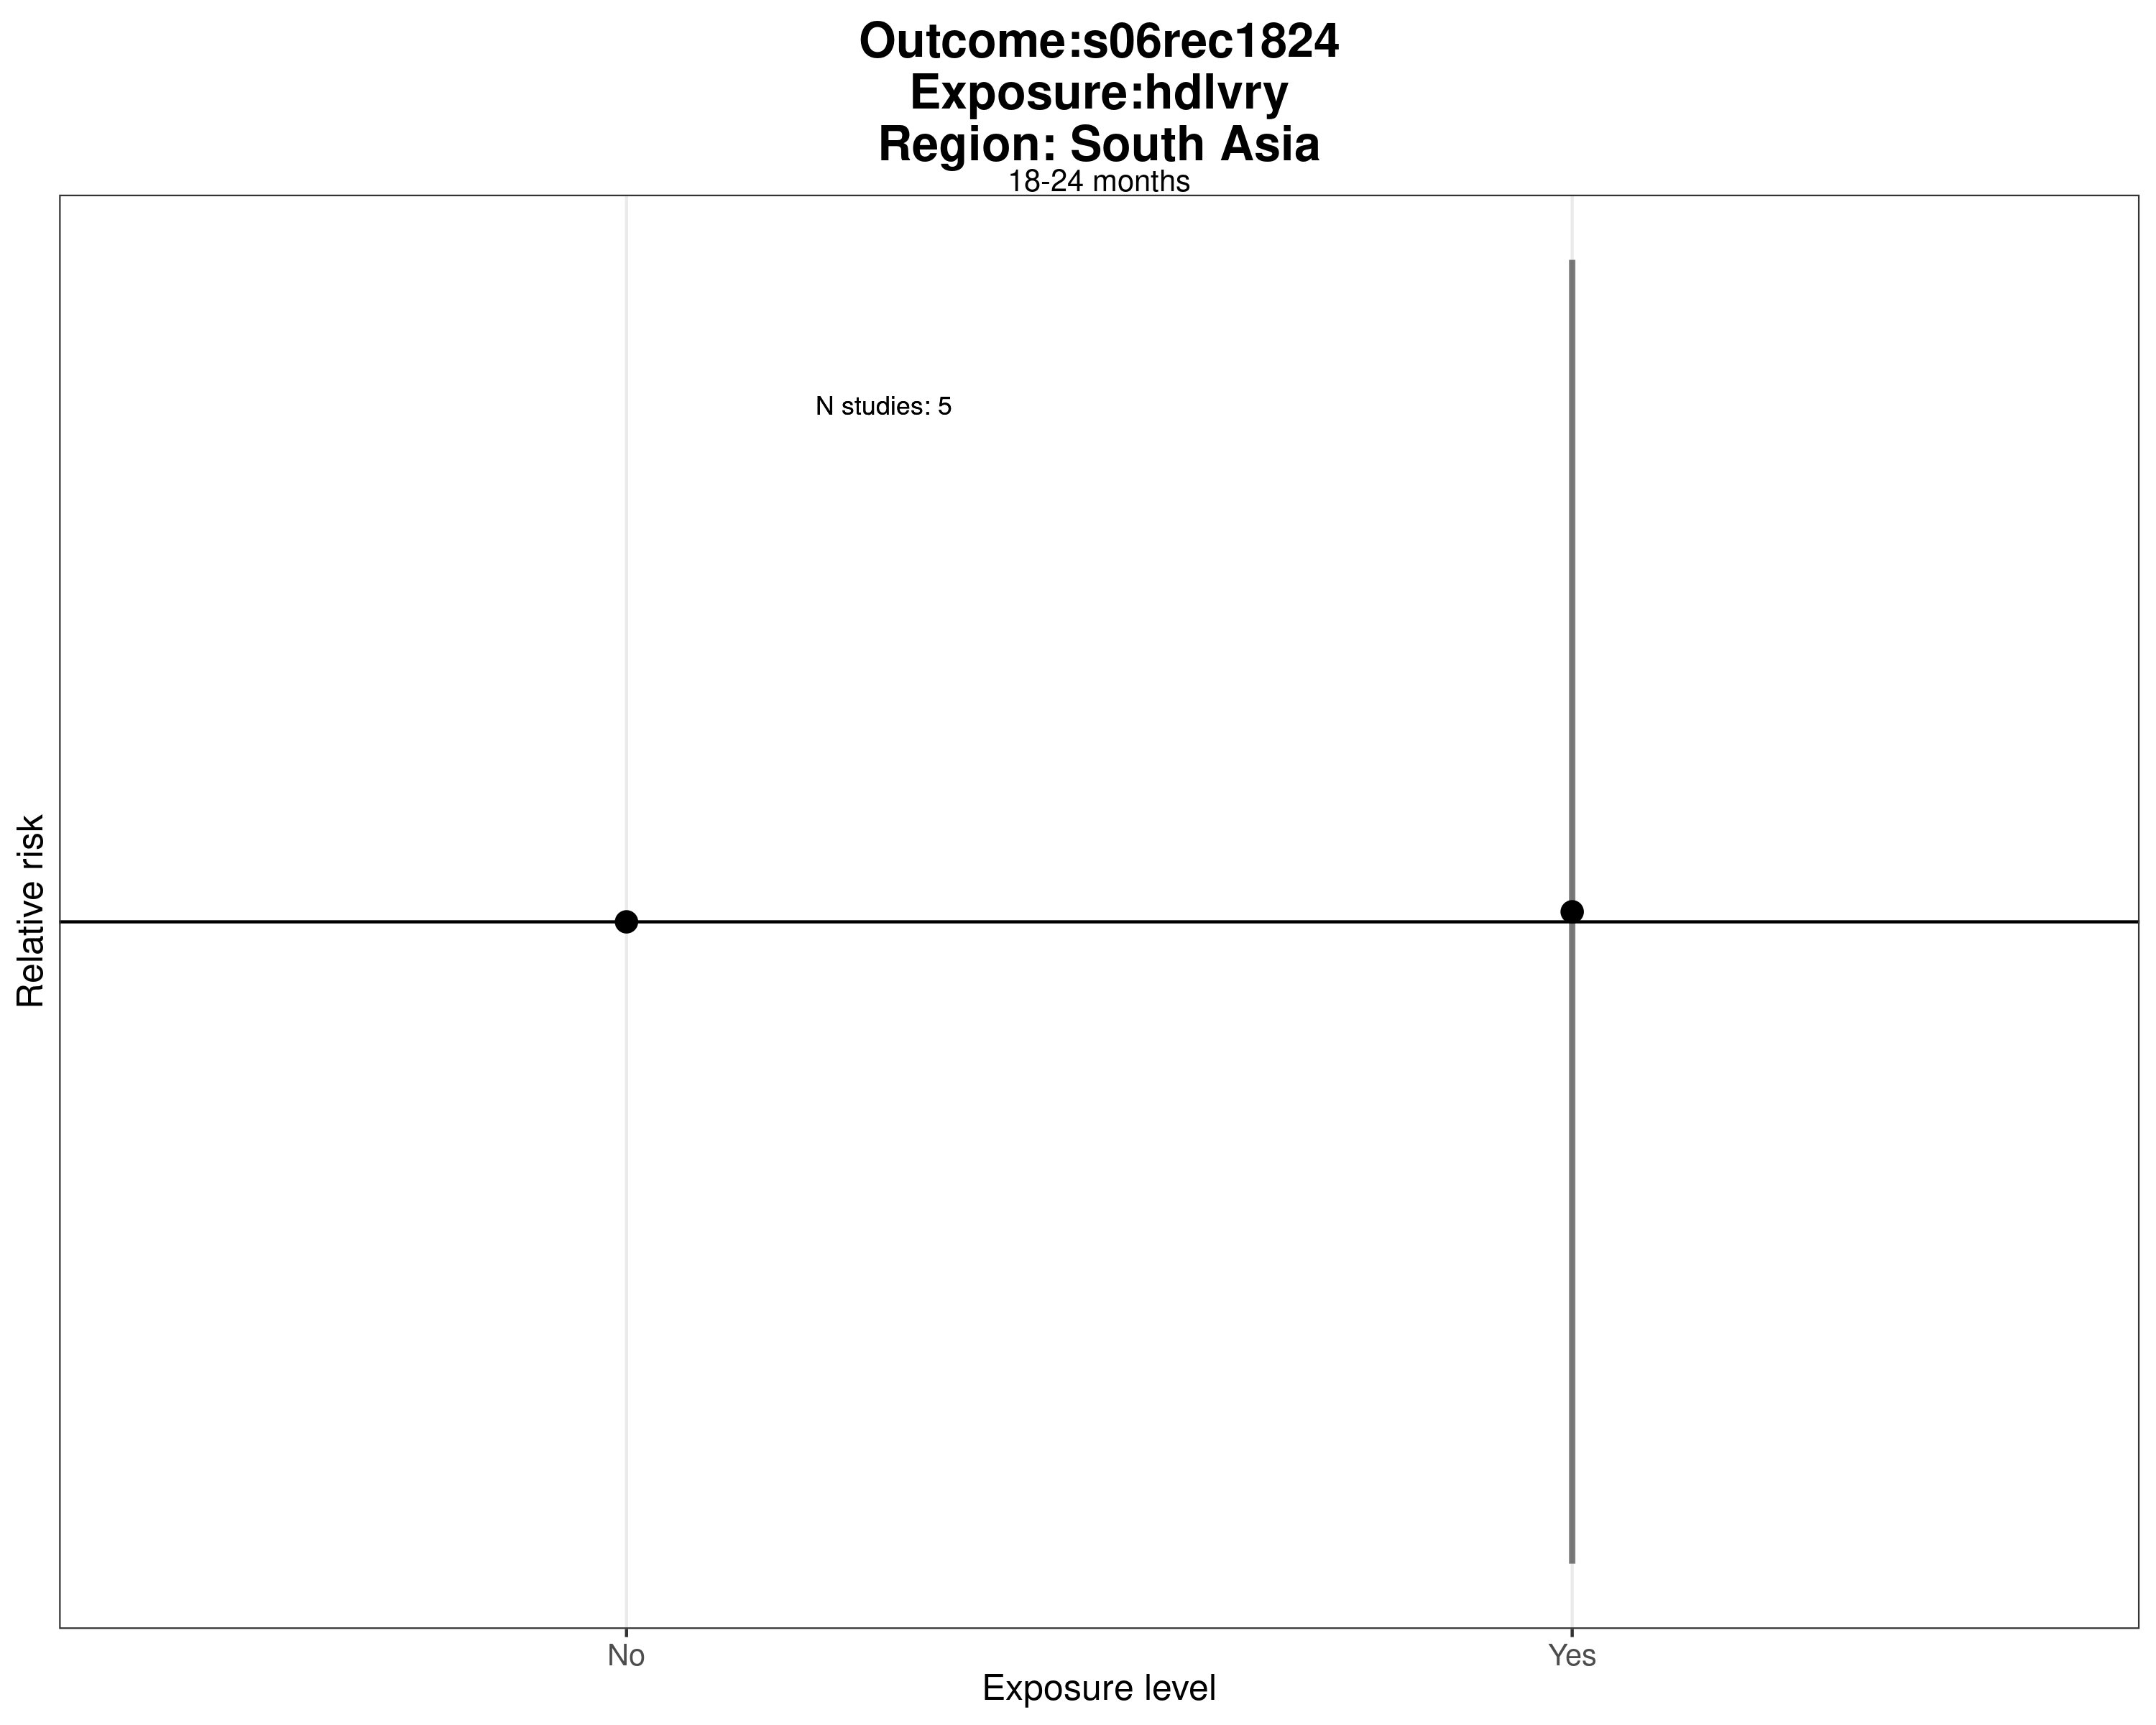 Outcome:s06rec1824
Exposure:hdlvry
Region: South Asia
18-24 months
N studies: 5
Relative risk
No
Yes
Exposure level